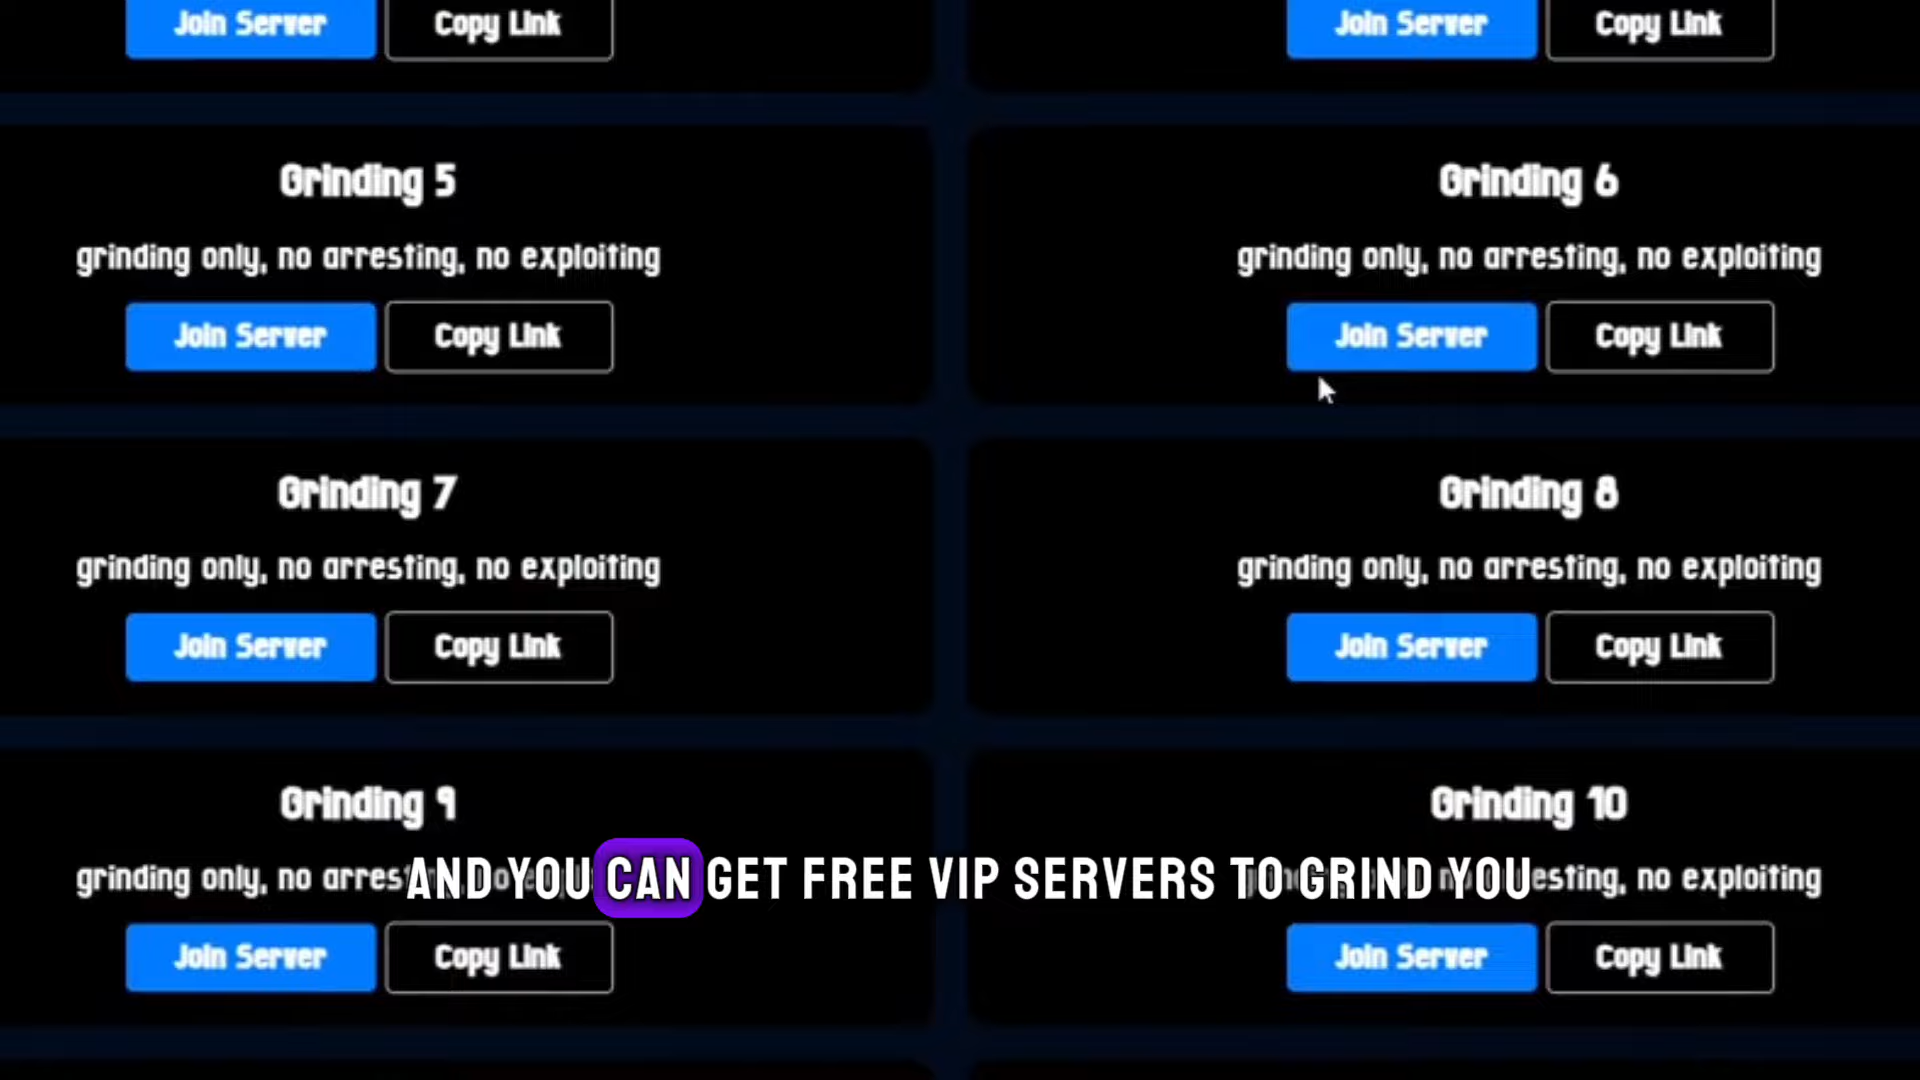 Join Server Copy Link
Join Server Copy Link
Grinding 5
grinding only, no arresting, no exploiting
Join Server Copy Link
Grinding 6
grinding only, no arresting, no exploiting
Join Server Copy Link
Grinding 7
grinding only, no arresting, no exploiting
Join Server Copy Link
Grinding 8
grinding only, no arresting, no exploiting
Join Server Copy Link
Grinding 9
grinding only, no
Join Server Copy Link
Grinding 10
no exploiting
Join Server Copy Link
AND YOU CAN GET FREE VIP SERVERS TO GRIND YOU